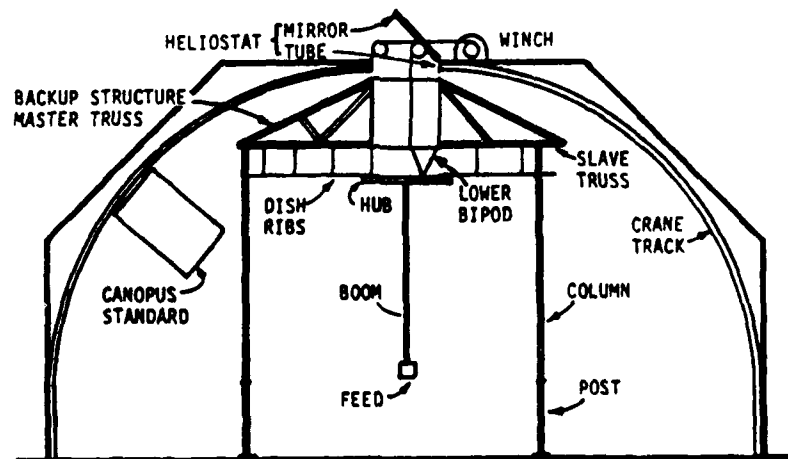 HELIOSTAT { MIRROR
TUBE
WINCH
BACKUP STRUCTURE
MASTER TRUSS
SLAVE
TRUSS
DISH
RIBS
HUB
LOWER
BIPOD
CRANE
TRACK
CANOPUS
STANDARD
BOOM
COLUMN
FEED
POST